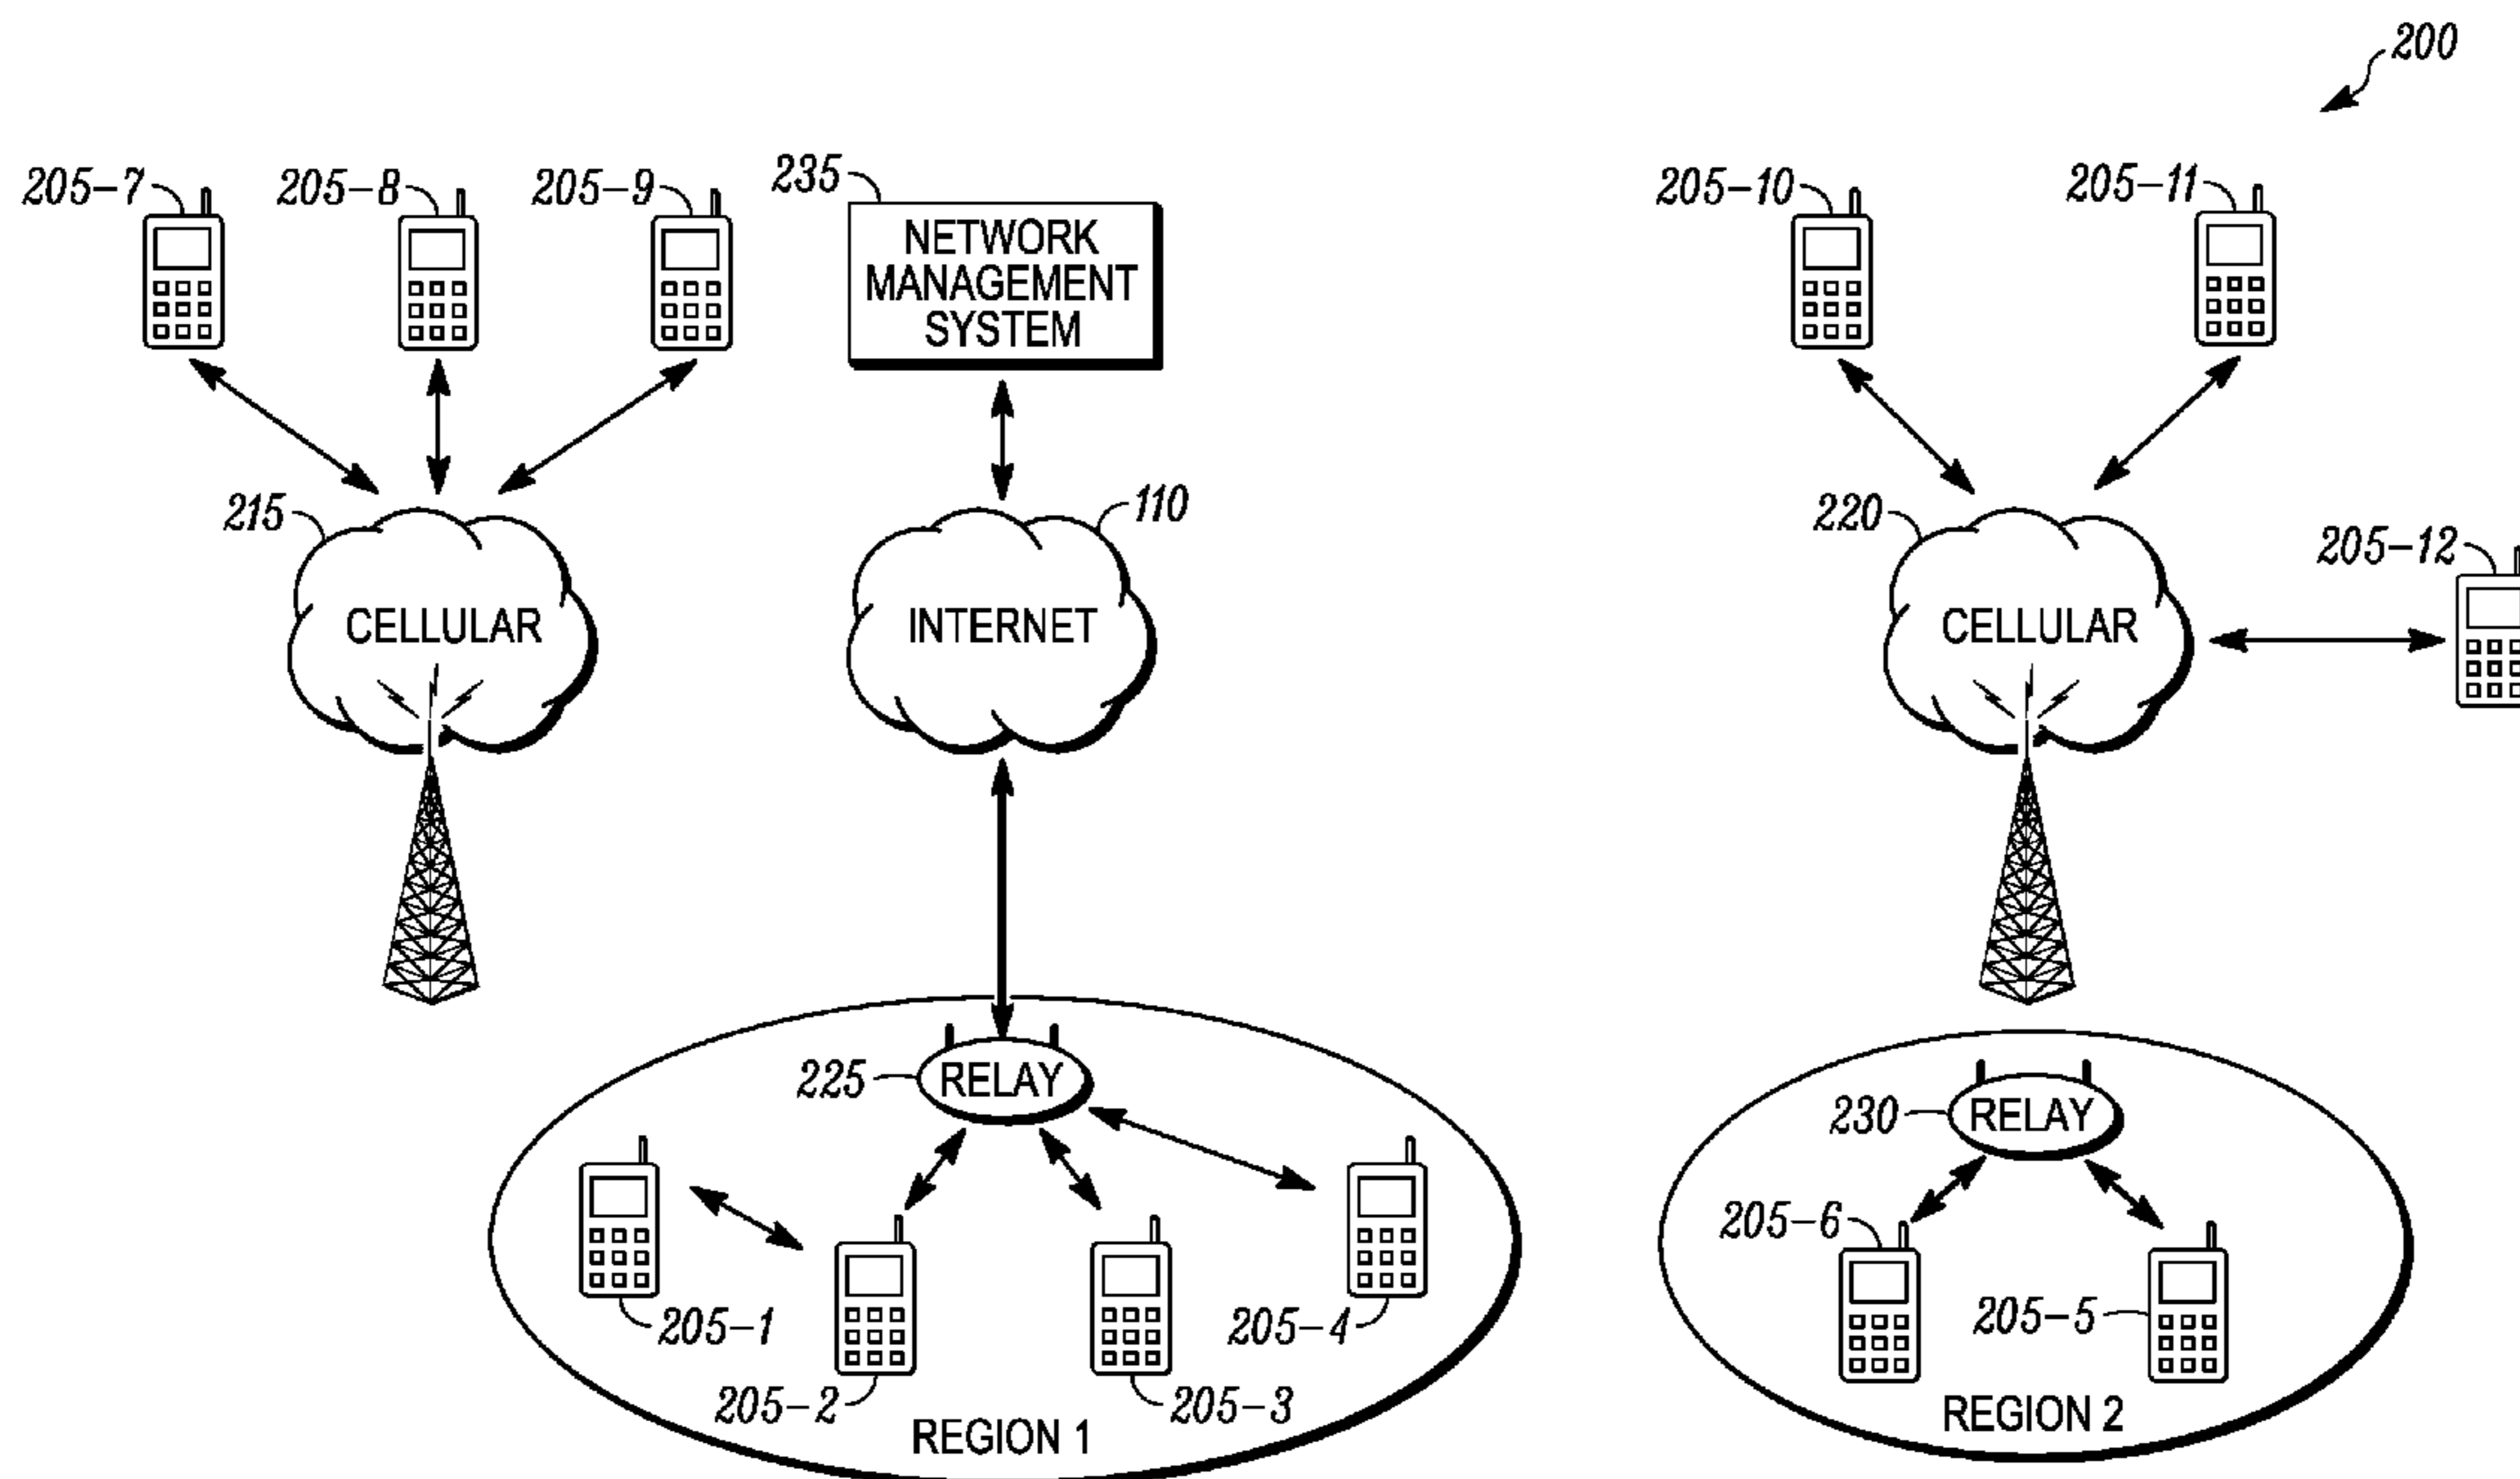 200
205-7
205-8
205-9
235
NETWORK
MANAGEMENT
SYSTEM
205-10
205-11
215
CELLULAR
110
INTERNET
220
CELLULAR
205-12
225
RELAY
205-1
205-2
205-3
205-4
REGION 1
230
RELAY
205-6
205-5
REGION 2